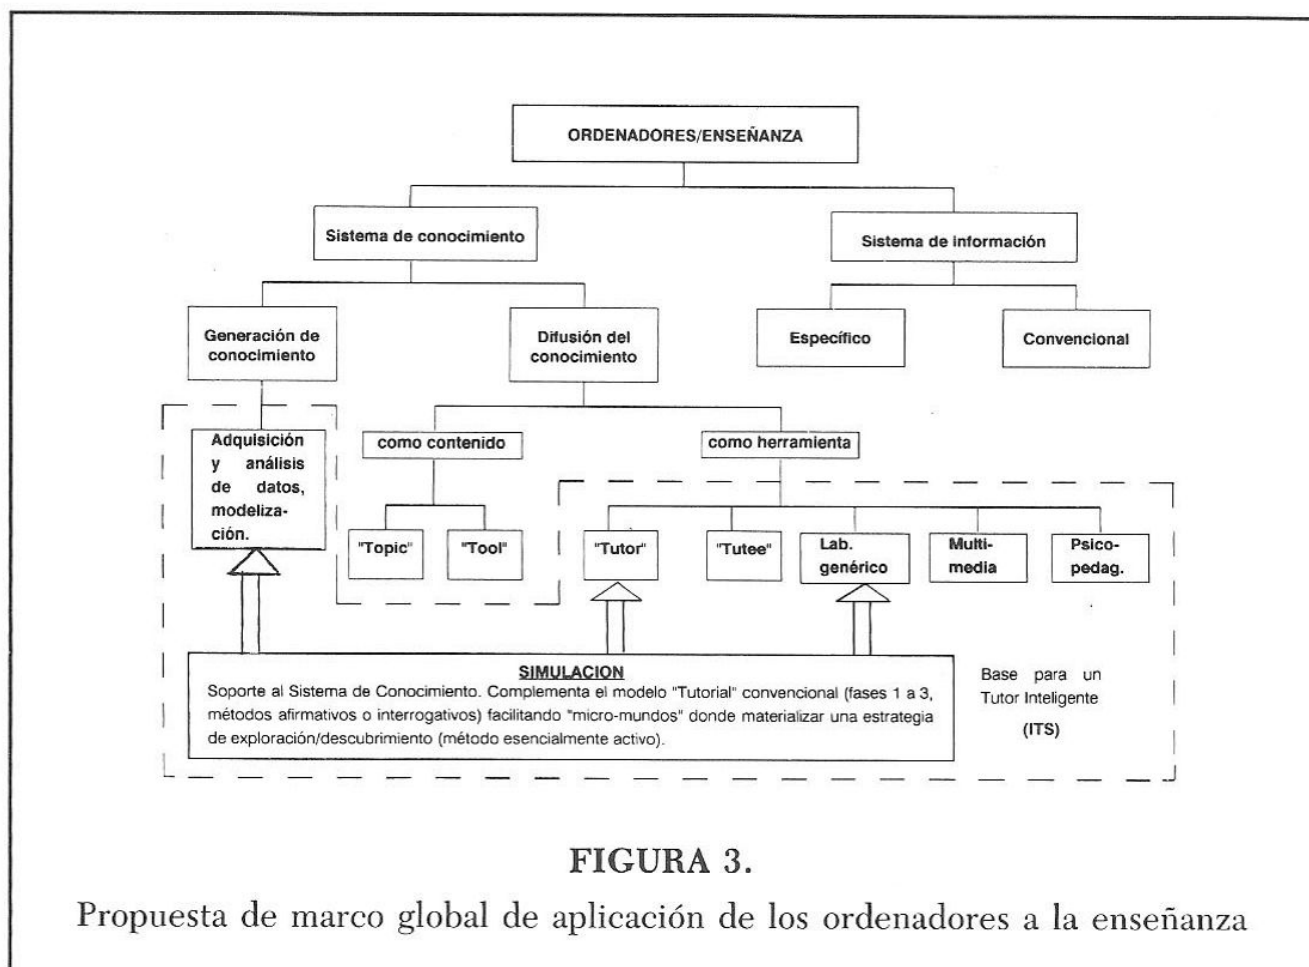 ORDENADORES/ENSEÑANZA
Sistema de conocimiento
Sistema de información
Generación de
conocimiento
Difusión del
conocimiento
Específico
Convencional
Adquisición
y análisis
de datos,
modeliza-
ción.
como contenido
como herramienta
"Topic"
"Tool"
"Tutor"
"Tutee"
Lab.
genérico
Multi-
media
Psico-
pedag.
SIMULACION
Soporte al Sistema de Conocimiento. Complementa el modelo "Tutorial" convencional (fases 1 a 3,
métodos afirmativos o interrogativos) facilitando "micro-mundos" donde materializar una estrategia
de exploración/descubrimiento (método esencialmente activo).
Base para un
Tutor Inteligente
(ITS)
FIGURA 3.
Propuesta de marco global de aplicación de los ordenadores a la enseñanza